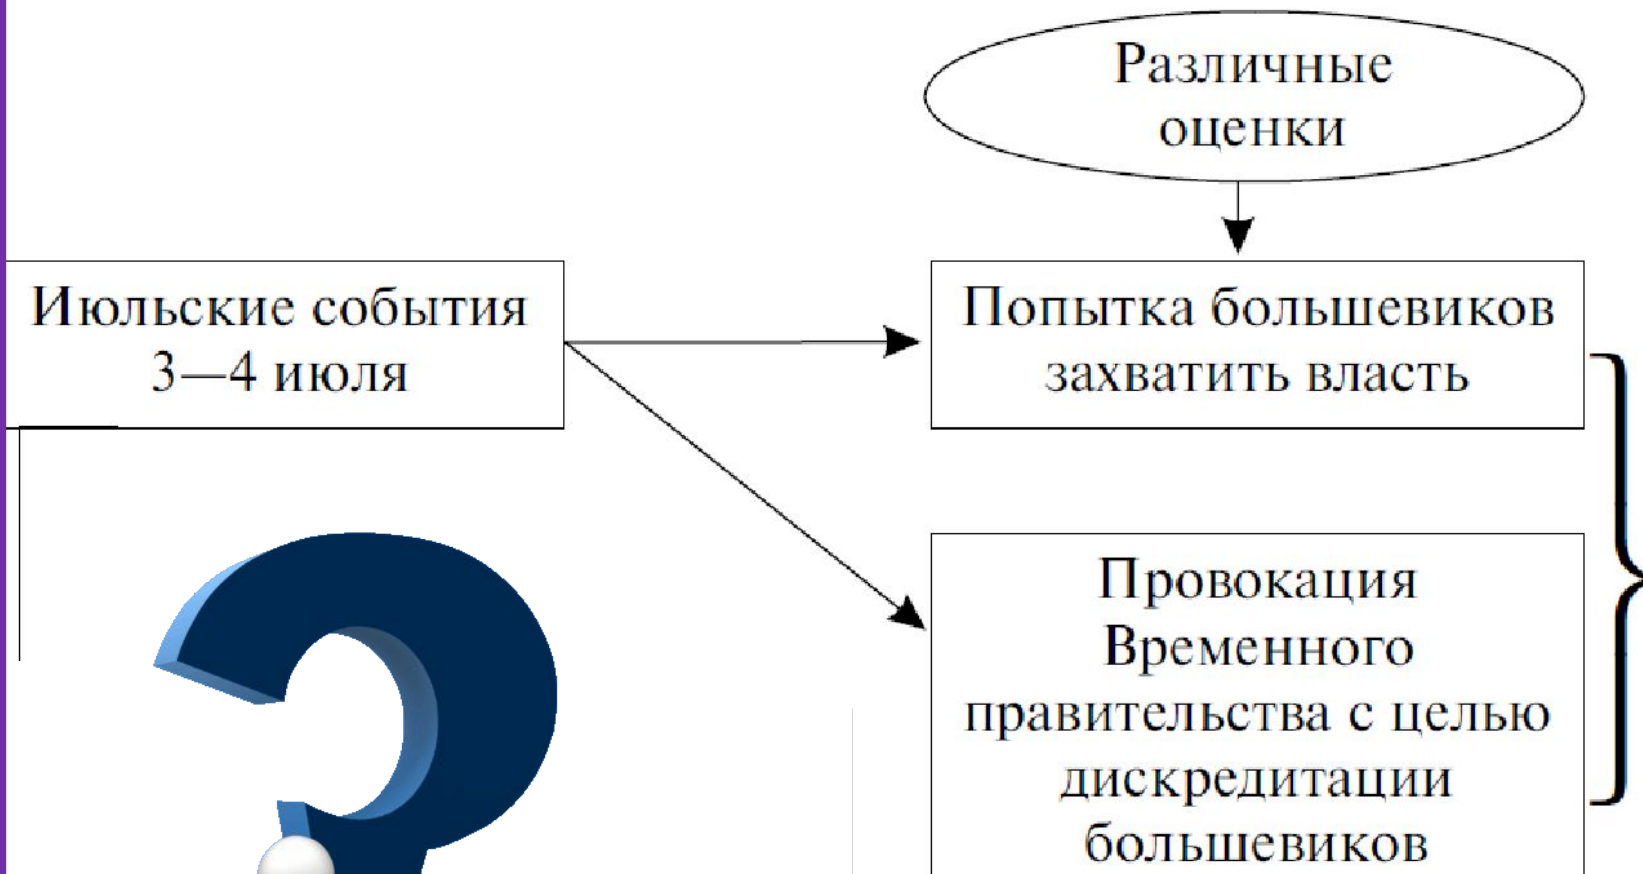 Различные
оценки
Июльские события
3—4 июля
Попытка большевиков
захватить власть
Провокация
Временного
правительства с целью
дискредитации
большевиков